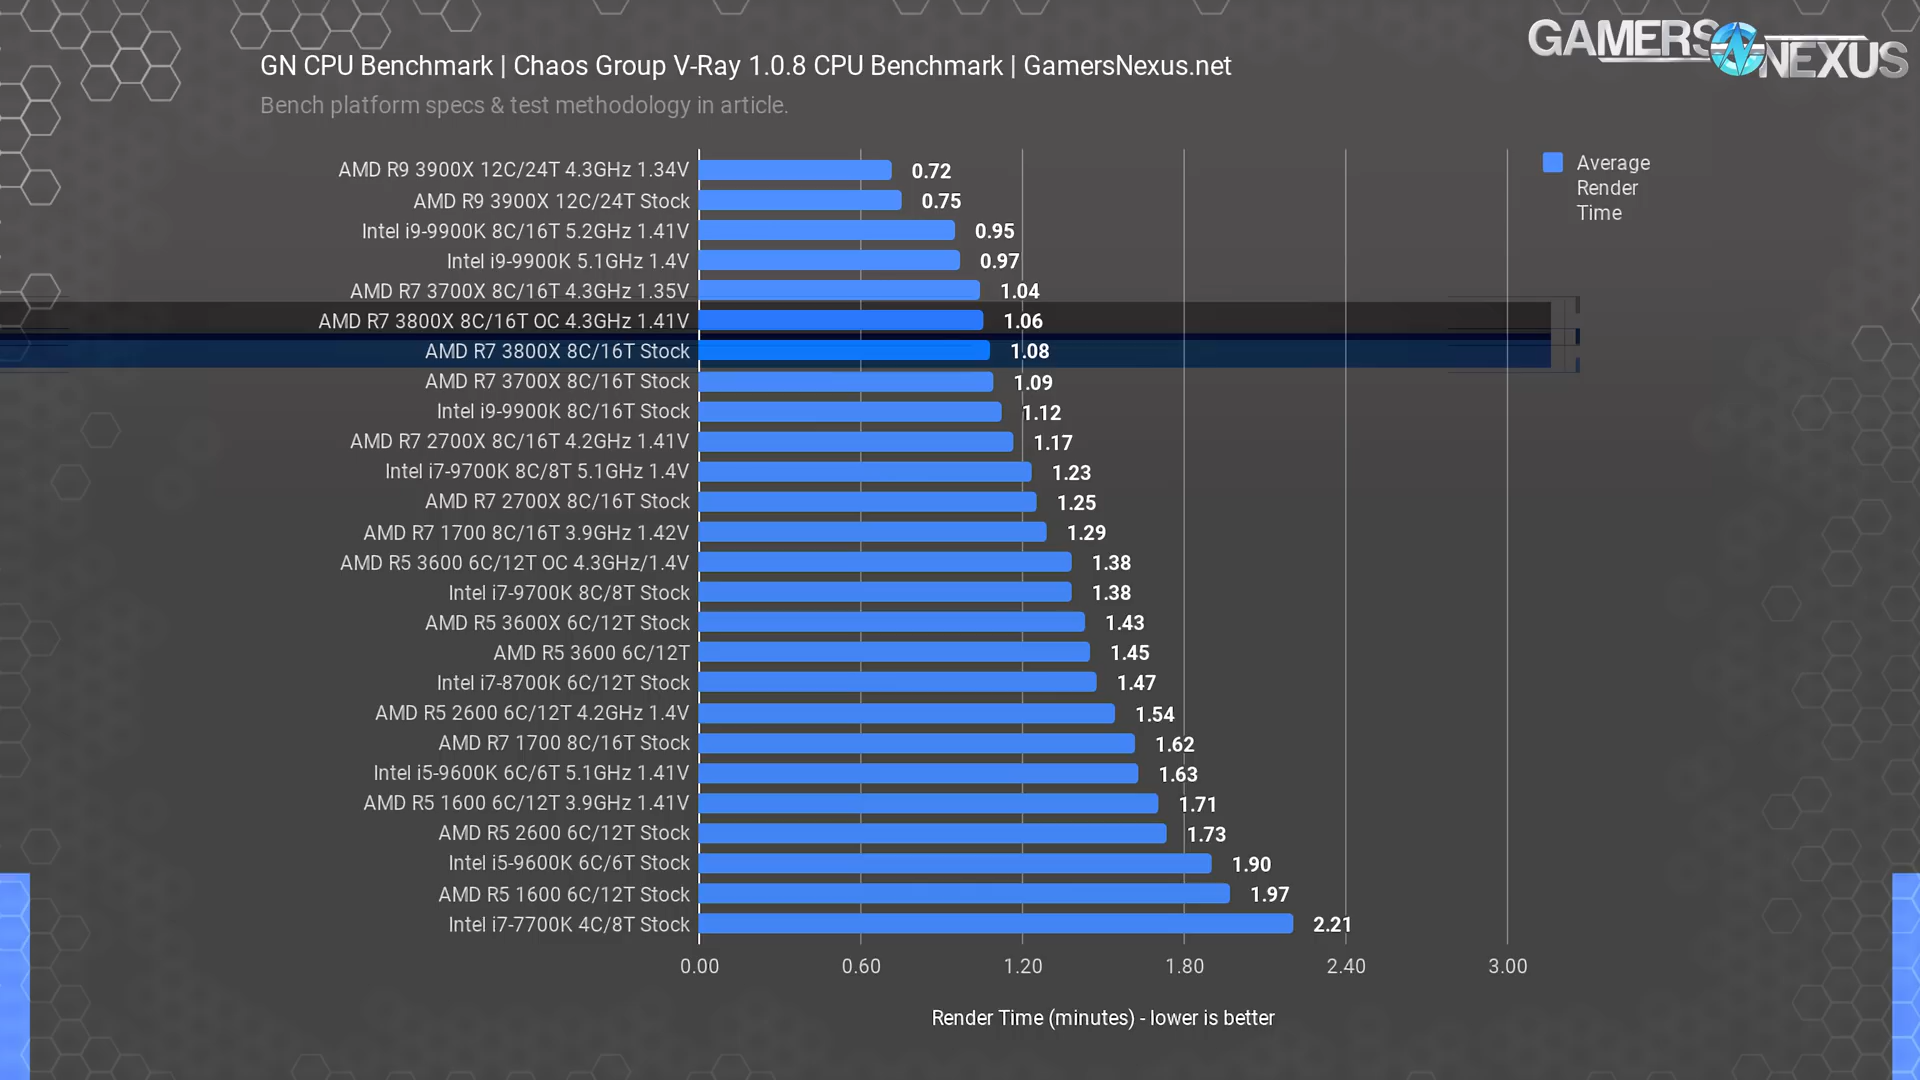 GAMERS NEXUS
GN CPU Benchmark | Chaos Group V-Ray 1.0.8 CPU Benchmark | GamersNexus.net
Bench platform specs & test methodology in article.
AMD R9 3900X 12C/24T 4.3GHz 1.34V 0.72
AMD R9 3900X 12C/24T Stock 0.75
Intel i9-9900K 8C/16T 5.2GHz 1.41V 0.95
Intel i9-9900K 5.1GHz 1.4V 0.97
AMD R7 3700X 8C/16T 4.3GHz 1.35V 1.04
AMD R7 3800X 8C/16T OC 4.3GHz 1.41V 1.06
AMD R7 3800X 8C/16T Stock 1.08
AMD R7 3700X 8C/16T Stock 1.09
Intel i9-9900K 8C/16T Stock 1.12
AMD R7 2700X 8C/16T 4.2GHz 1.41V 1.17
Intel i7-9700K 8C/8T 5.1GHz 1.4V 1.23
AMD R7 2700X 8C/16T Stock 1.25
AMD R7 1700 8C/16T 3.9GHz 1.42V 1.29
AMD R5 3600 6C/12T OC 4.3GHz/1.4V 1.38
Intel i7-9700K 8C/8T Stock 1.38
AMD R5 3600X 6C/12T Stock 1.43
AMD R5 3600 6C/12T 1.45
Intel i7-8700K 6C/12T Stock 1.47
AMD R5 2600 6C/12T 4.2GHz 1.4V 1.54
AMD R7 1700 8C/16T Stock 1.62
Intel i5-9600K 6C/6T 5.1GHz 1.41V 1.63
AMD R5 1600 6C/12T 3.9GHz 1.41V 1.71
AMD R5 2600 6C/12T Stock 1.73
Intel i5-9600K 6C/6T Stock 1.90
AMD R5 1600 6C/12T Stock 1.97
Intel i7-7700K 4C/8T Stock 2.21
0.00 0.60 1.20 1.80 2.40 3.00
Render Time (minutes) - lower is better
Average
Render
Time